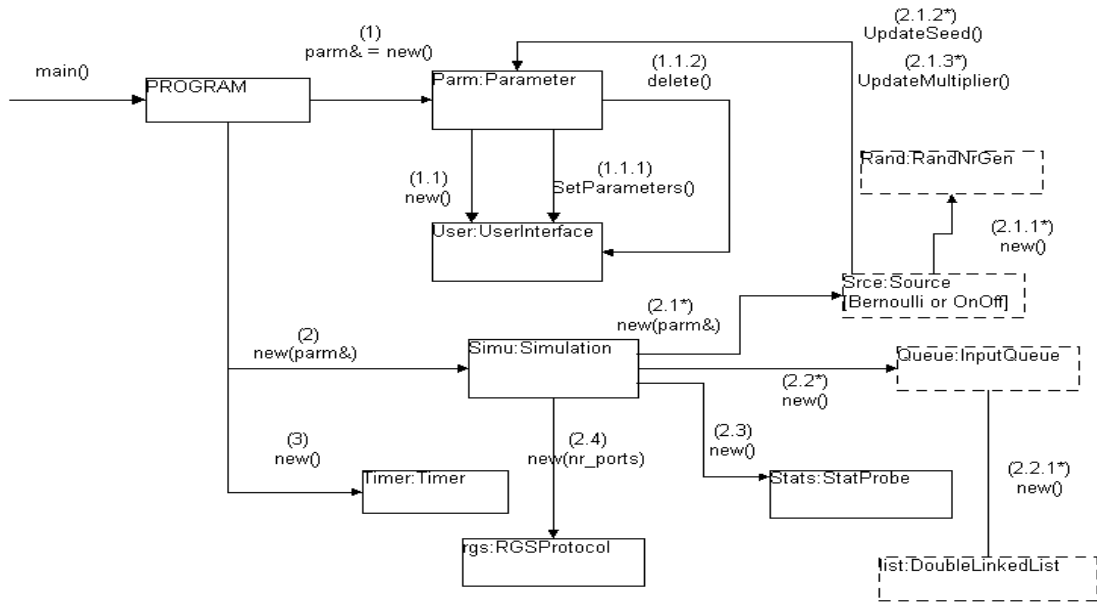 (2.1.2*)
UpdateSeed()
(1)
parm& = new()
(1.1.2)
delete()
(2.1.3*)
UpdateMultiplier()
main()
PROGRAM
Parm:Parameter
Rand:RandNrGen
(1.1)
new()
(1.1.1)
SetParameters()
User:UserInterface
(2.1.1*)
new()
Srce:Source
[Bernoulli or OnOff]
(2.1*)
new(parm&)
(2)
new(parm&)
Simu:Simulation
Queue:InputQueue
(2.2*)
new()
(3)
new()
(2.4)
new(nr_ports)
(2.3)
new()
Timer:Timer
Stats:StatProbe
(2.2.1*)
new()
rgs:RGSProtocol
list:DoubleLinkedList